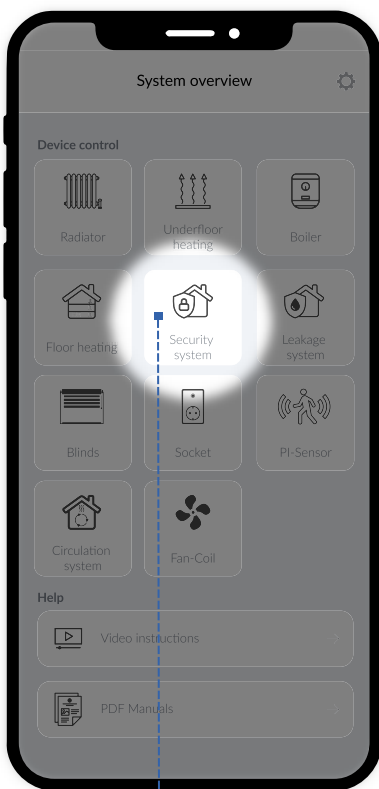 System overview
Device control
Radiator
Underfloor
heating
Boiler
Floor heating
Security
system
Leakage
system
Blinds
Socket
PI-Sensor
Circulation
system
Fan-Coil
Help
Video instructions
PDF Manuals